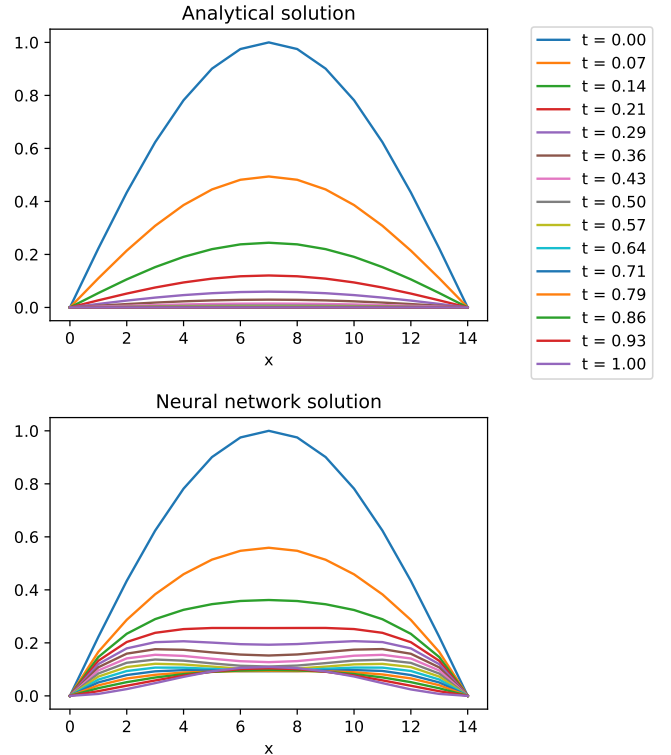 Analytical solution
1.0
0.8
0.6
0.4
0.2
0.0
0 2 4 6 8 10 12 14
x
t = 0.00
t = 0.07
t = 0.14
t = 0.21
t = 0.29
t = 0.36
t = 0.43
t = 0.50
t = 0.57
t = 0.64
t = 0.71
t = 0.79
t = 0.86
t = 0.93
t = 1.00
Neural network solution
1.0
0.8
0.6
0.4
0.2
0.0
0 2 4 6 8 10 12 14
x